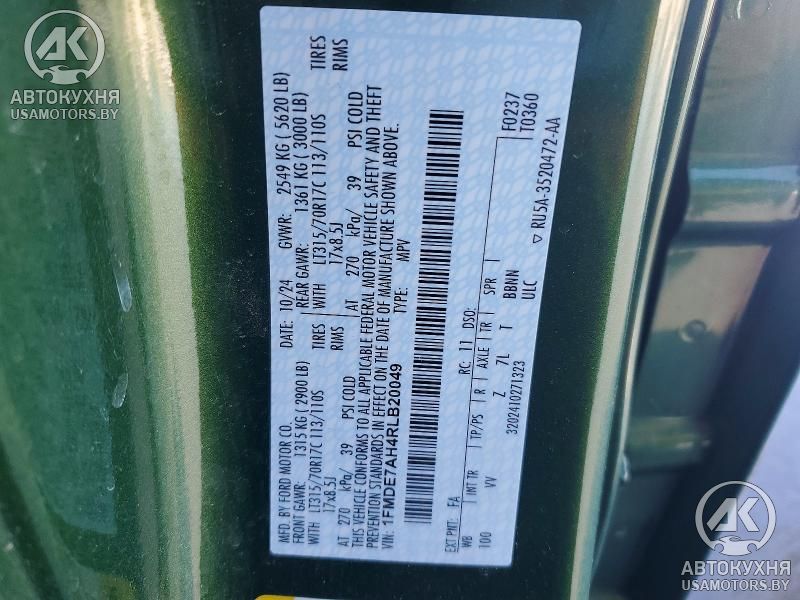 MFD. BY FORD MOTOR CO.
DATE: 10/24 GVWR: 2549 KG ( 5620 LB)
FRONT GAWR: 1315 KG ( 2900 LB) REAR GAWR: 1361 KG ( 3000 LB)
WITH LT315/70R17C 113/110S TIRES WITH LT315/70R17C 113/110S TIRES
17x8.5J RIMS 17x8.5J RIMS
AT 270 kPa/ 39 PSI COLD AT 270 kPa/ 39 PSI COLD
THIS VEHICLE CONFORMS TO ALL APPLICABLE FEDERAL MOTOR VEHICLE SAFETY AND THEFT
PREVENTION STANDARDS IN EFFECT ON THE DATE OF MANUFACTURE SHOWN ABOVE.
VIN: 1FMDE7AH4RLB20049 TYPE: MPV
F0237
T0360
EXT PNT: FA RC: 11 DSO:
WB INT TR TP/PS R AXLE TR SPR
100 VV Z 7L T BBNN
ULC
3202410271323 RU5A-3520472-AA
АК
АВТОКУХНЯ
USAMOTORS.BY
АК
АВТОКУХНЯ
USAMOTORS.BY